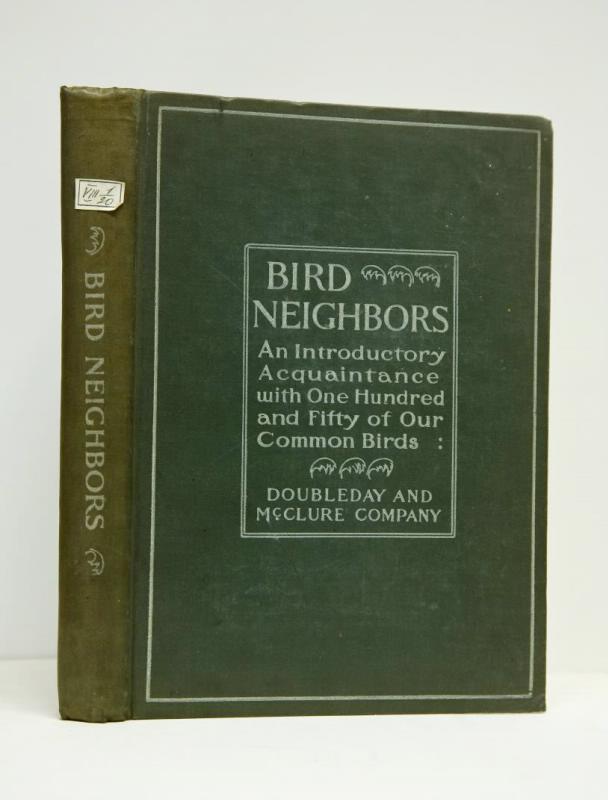 BIRD
NEIGHBORS
An Introductory
Acquaintance
with One Hundred
and Fifty of Our
Common Birds :
DOUBLEDAY AND
McCLURE COMPANY
BIRD NEIGHBORS